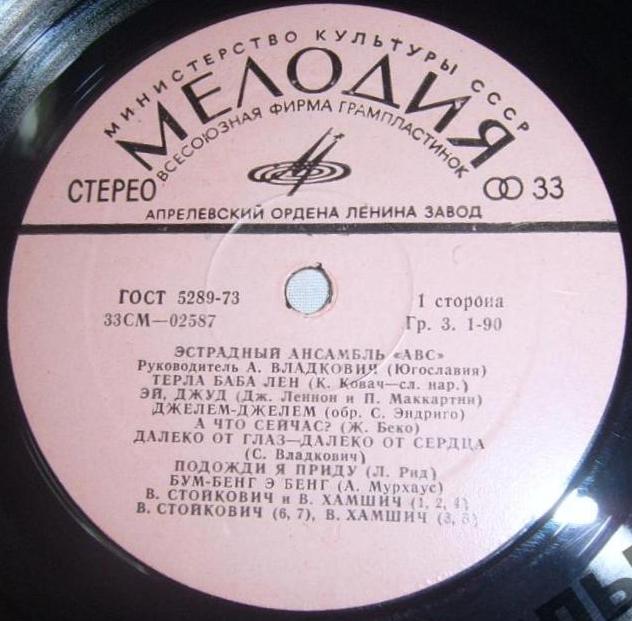 МИНИСТЕРСТВО КУЛЬТУРЫ СССР
МЕЛОДИЯ
ВСЕСОЮЗНАЯ ФИРМА ГРАМПЛАСТИНОК
СТЕРЕО
33
АПРЕЛЕВСКИЙ ОРДЕНА ЛЕНИНА ЗАВОД
ГОСТ 5289-73
1 сторона
33СМ—02587
Гр. 3. 1-90
ЭСТРАДНЫЙ АНСАМБЛЬ «АВС»
Руководитель А. ВЛАДКОВИЧ (Югославия)
ТЕРЛА БАБА ЛЕН (К. Ковач—сл. нар.)
ЭЙ, ДЖУД (Дж. Леннон и П. Маккартни)
ДЖЕЛЕМ-ДЖЕЛЕМ (обр. С. Эндриго)
А ЧТО СЕЙЧАС? (Ж. Беко)
ДАЛЕКО ОТ ГЛАЗ—ДАЛЕКО ОТ СЕРДЦА
(С. Владкович)
ПОДОЖДИ Я ПРИДУ (Л. Рид)
БУМ-БЕНГ Э БЕНГ (А. Мурхаус)
В. СТОЙКОВИЧ и В. ХАМШИЧ (1, 2, 4)
В. СТОЙКОВИЧ (6, 7), В. ХАМШИЧ (3, 5)